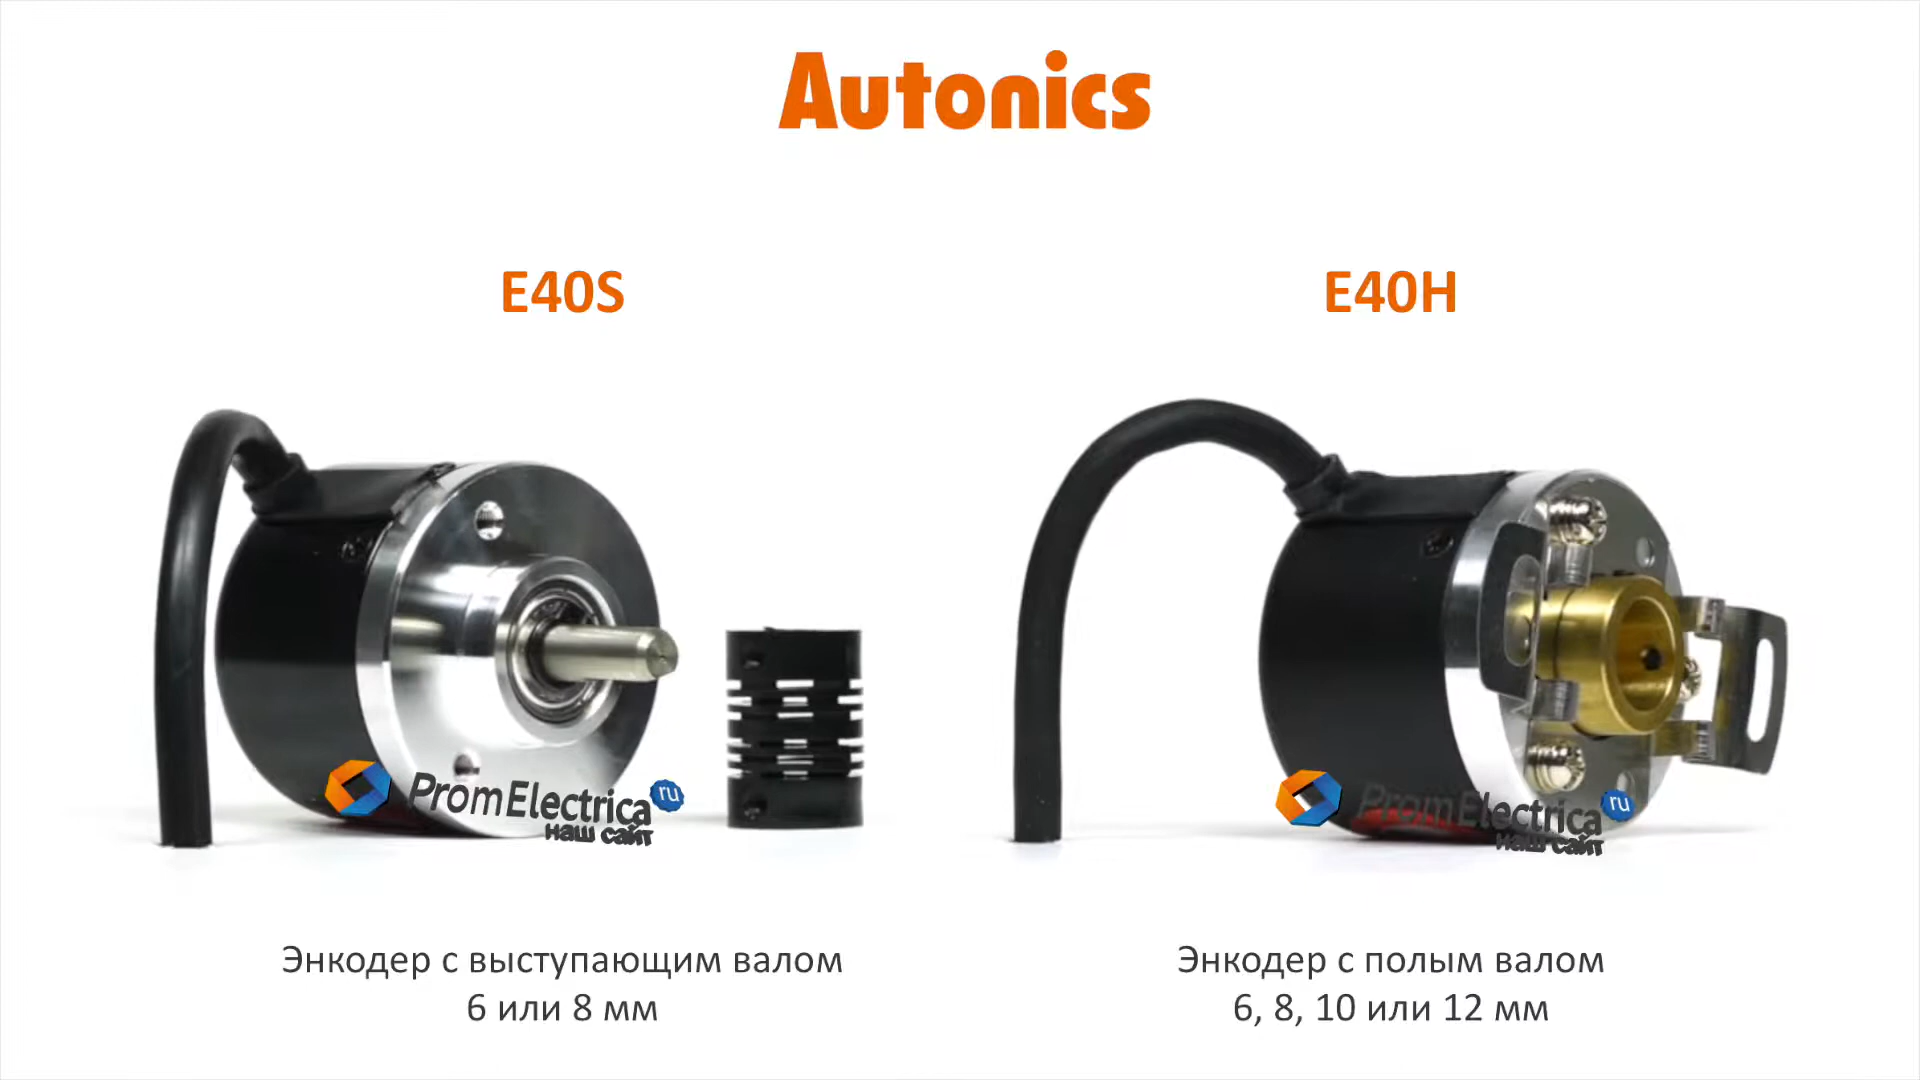 Autonics
E40S
E40H
PromElectrica ru
наш сайт
PromElectrica ru
наш сайт
Энкодер с выступающим валом
6 или 8 мм
Энкодер с полым валом
6, 8, 10 или 12 мм